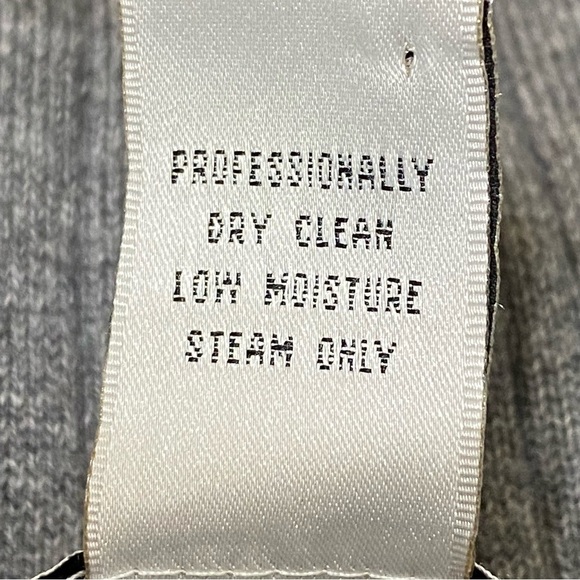 PROFESSIONALLY
DRY CLEAN
LOW MOISTURE
STEAM ONLY